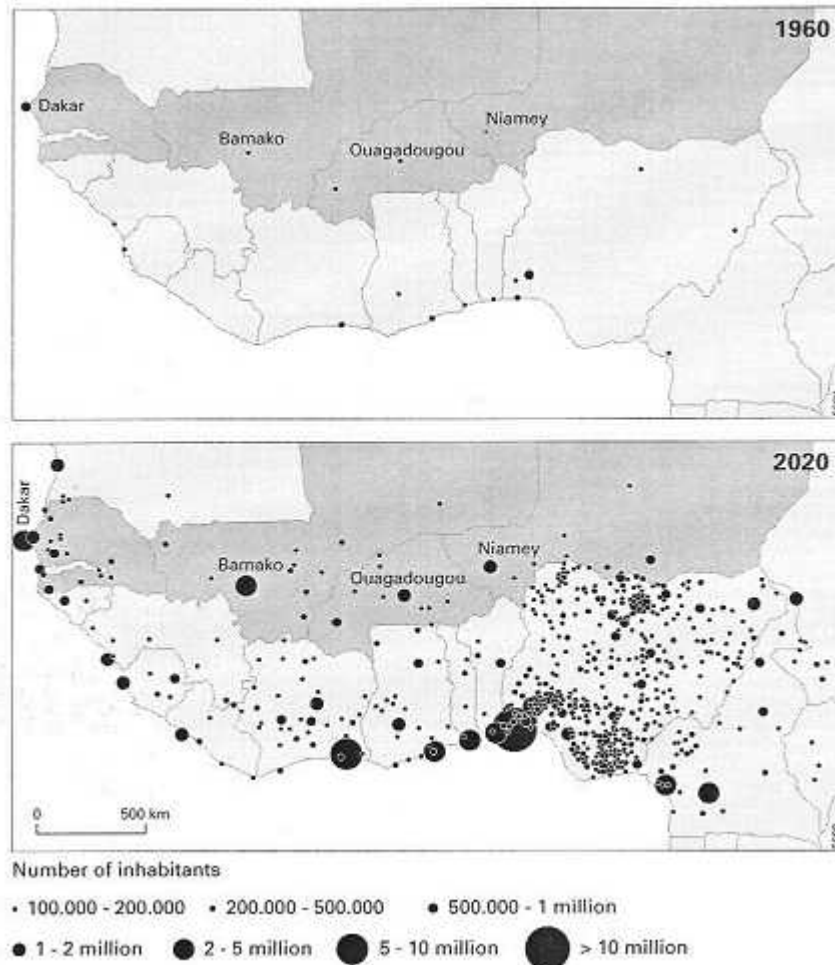 1960
Dakar
Bamako
Ouagadougou
Niamey
2020
Dakar
Bamako
Ouagadougou
Niamey
0 500 km
Number of inhabitants
100.000 - 200.000 200.000 - 500.000 500.000 - 1 million
1 - 2 million 2 - 5 million 5 - 10 million > 10 million